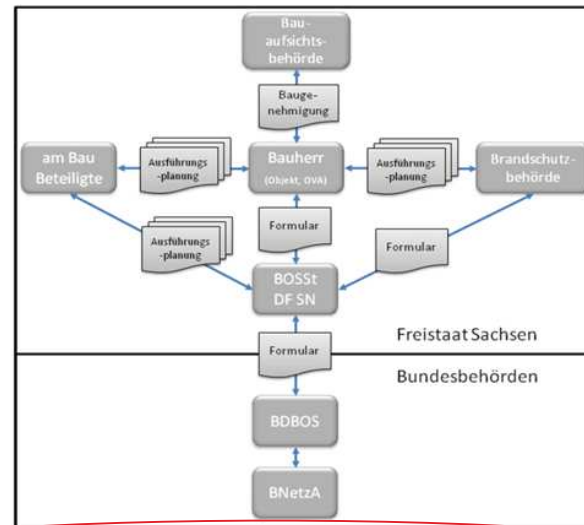 Bau-
aufsichts-
behörde
Bauge-
nehmigung
am Bau
Beteiligte
Ausführungs
-planung
Bauherr
(Objekt, OVA)
Ausführungs
-planung
Brandschutz-
behörde
Ausführungs
-planung
Formular
Formular
BOSSt
DF SN
Freistaat Sachsen
Formular
Bundesbehörden
BDBOS
BNetzA